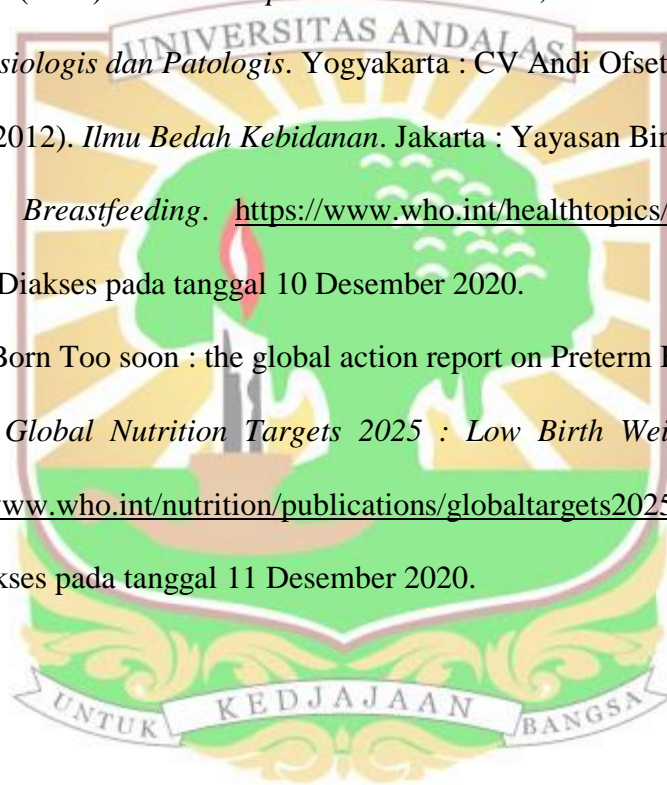 UNIVERSITAS ANDALAS
siologis dan Patologis. Yogyakarta : CV Andi Ofset
2012). Ilmu Bedah Kebidanan. Jakarta : Yayasan Bin
Breastfeeding. https://www.who.int/healthtopics/
Diakses pada tanggal 10 Desember 2020.
Born Too soon : the global action report on Preterm
Global Nutrition Targets 2025 : Low Birth Wei
www.who.int/nutrition/publications/globaltargets2025
kses pada tanggal 11 Desember 2020.
UNTUK KEDJAJAAN BANGSA